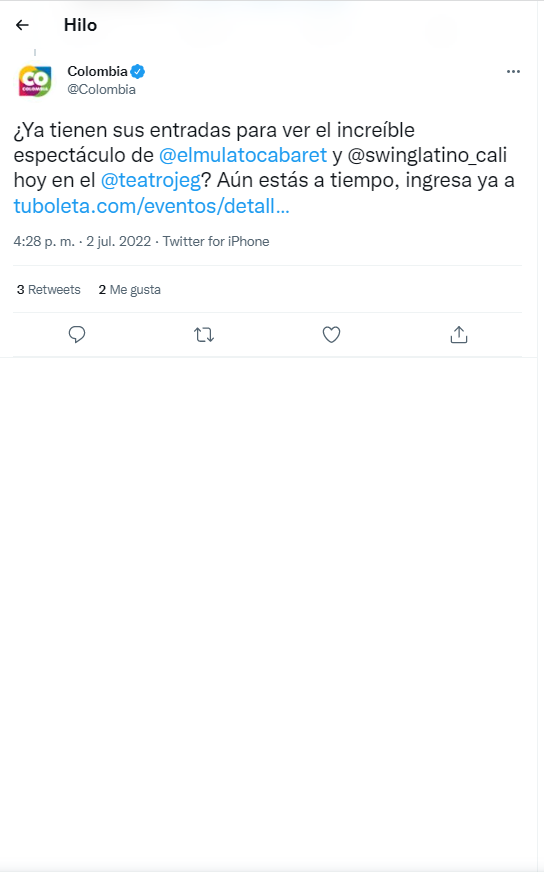 Hilo
CO
COLOMBIA
Colombia
@Colombia
¿Ya tienen sus entradas para ver el increíble
espectáculo de @elmulatocabaret y @swinglatino_cali
hoy en el @teatrojeg? Aún estás a tiempo, ingresa ya a
tuboleta.com/eventos/detall...
4:28 p. m. · 2 jul. 2022 · Twitter for iPhone
3 Retweets 2 Me gusta